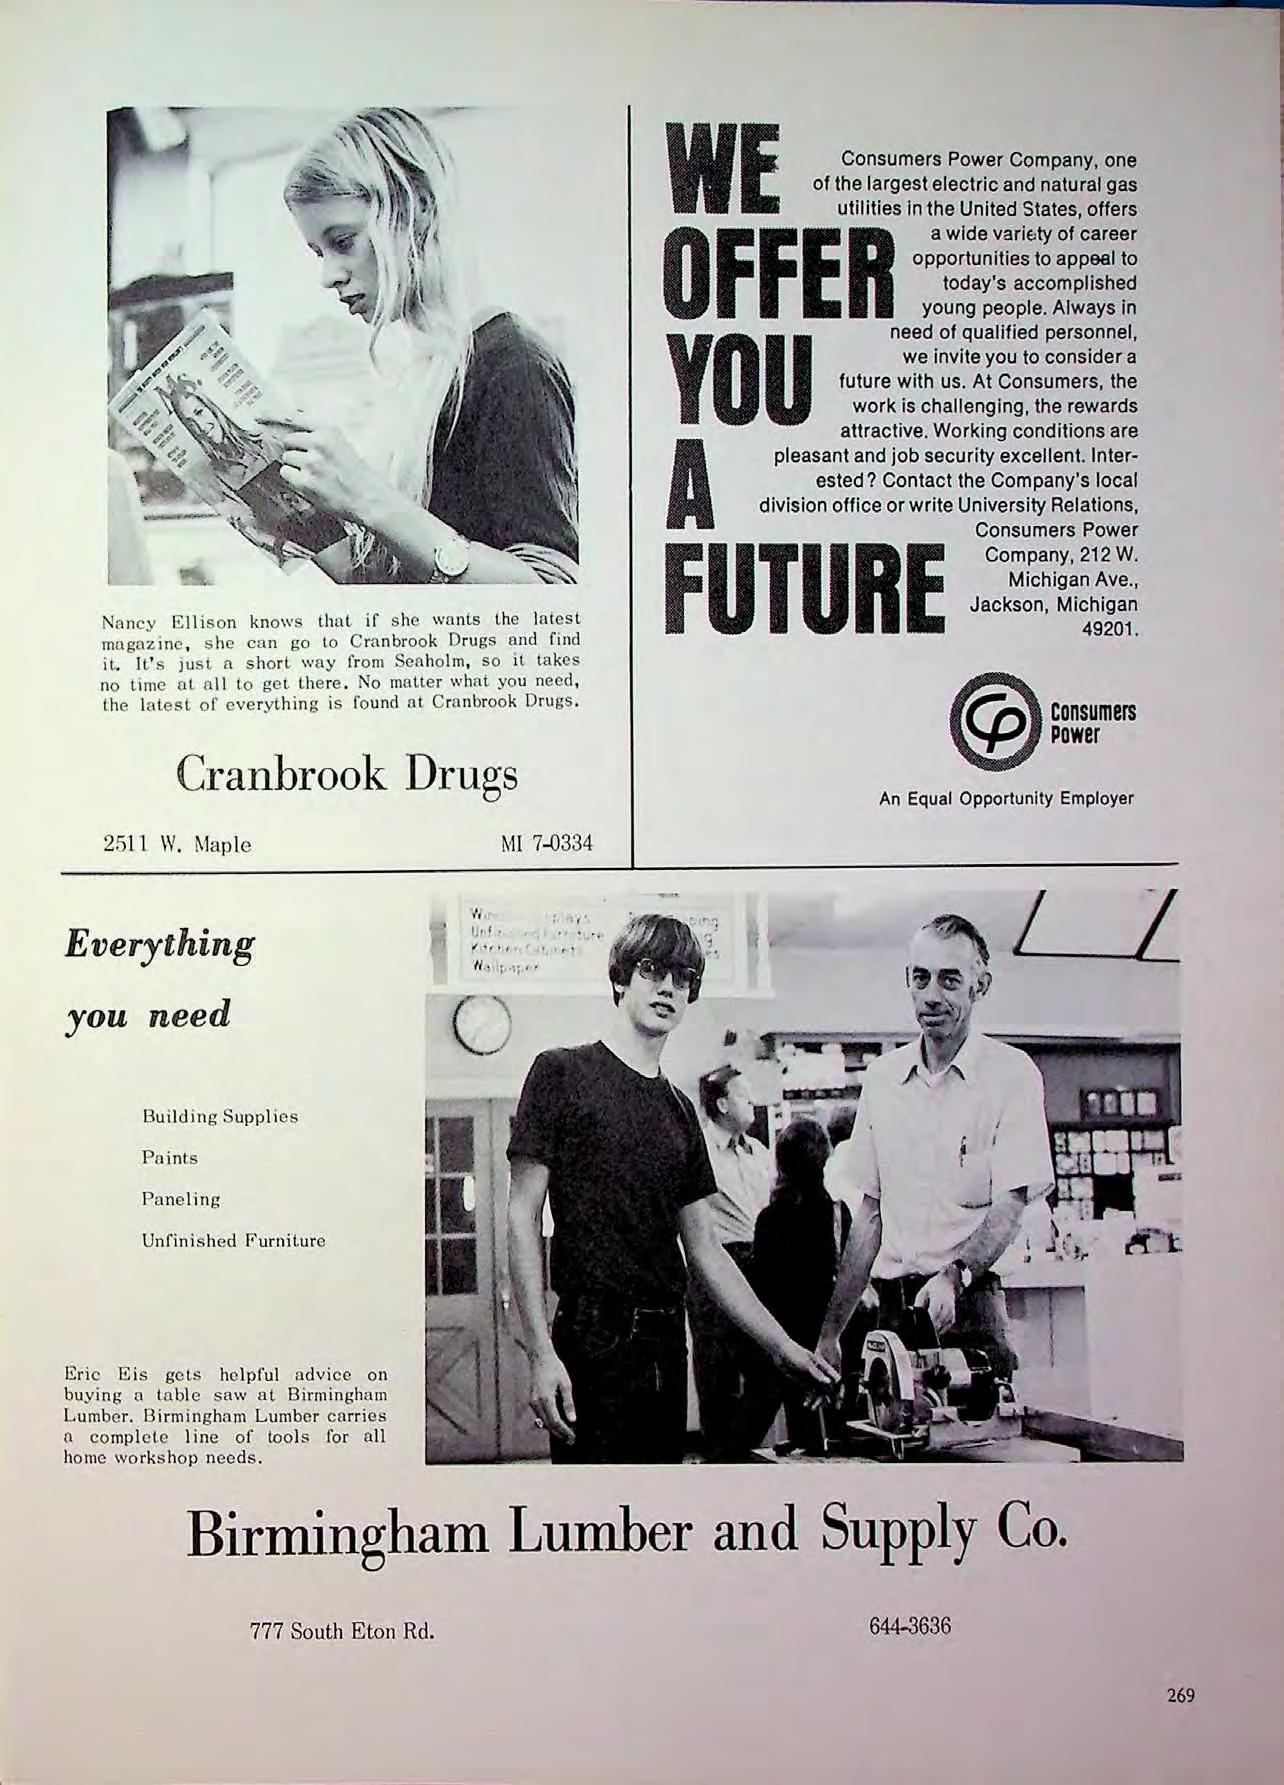 Ms.
Nancy Ellison knows that if she wants the latest
magazine, she can go to Cranbrook Drugs and find
it. It's just a short way from Seaholm, so it takes
no time at all to get there. No matter what you need,
the latest of everything is found at Cranbrook Drugs.
Cranbrook Drugs
2511 W. Maple MI 7-0334
WE
OFFER
YOU
A
FUTURE
Consumers Power Company, one
of the largest electric and natural gas
utilities in the United States, offers
a wide variety of career
opportunities to appeal to
today's accomplished
young people. Always in
need of qualified personnel,
we invite you to consider a
future with us. At Consumers, the
work is challenging, the rewards
attractive. Working conditions are
pleasant and job security excellent. Inter-
ested? Contact the Company's local
division office or write University Relations,
Consumers Power
Company, 212 W.
Michigan Ave.,
Jackson, Michigan
49201.
Consumers
Power
An Equal Opportunity Employer
Everything
you need
Building Supplies
Paints
Paneling
Unfinished Furniture
Unfinished Furniture
Kitchen Cabinets
Wallpaper
Eric Eis gets helpful advice on
buying a table saw at Birmingham
Lumber. Birmingham Lumber carries
a complete line of tools for all
home workshop needs.
Birmingham Lumber and Supply Co.
777 South Eton Rd. 644-3636
269